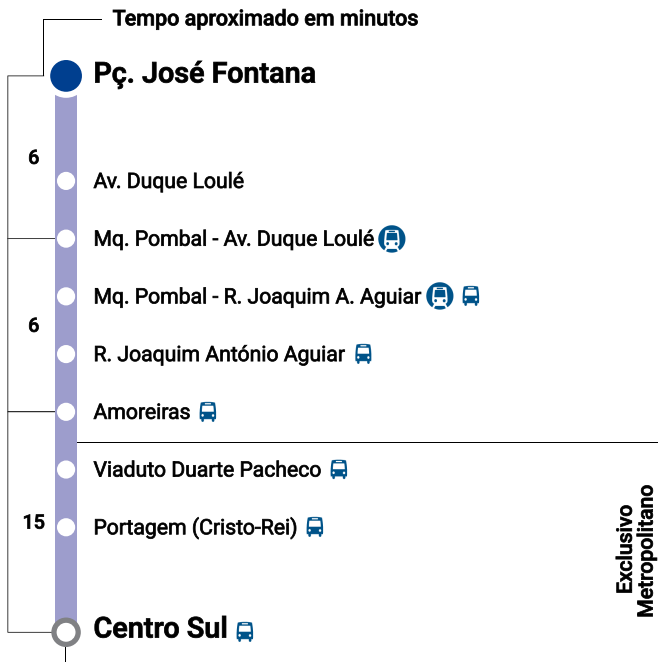 Tempo aproximado em minutos
Pç. José Fontana
6
Av. Duque Loulé
Mq. Pombal - Av. Duque Loulé
Mq. Pombal - R. Joaquim A. Aguiar
6
R. Joaquim António Aguiar
Amoreiras
Viaduto Duarte Pacheco
15
Portagem (Cristo-Rei)
Exclusivo
Metropolitano
Centro Sul